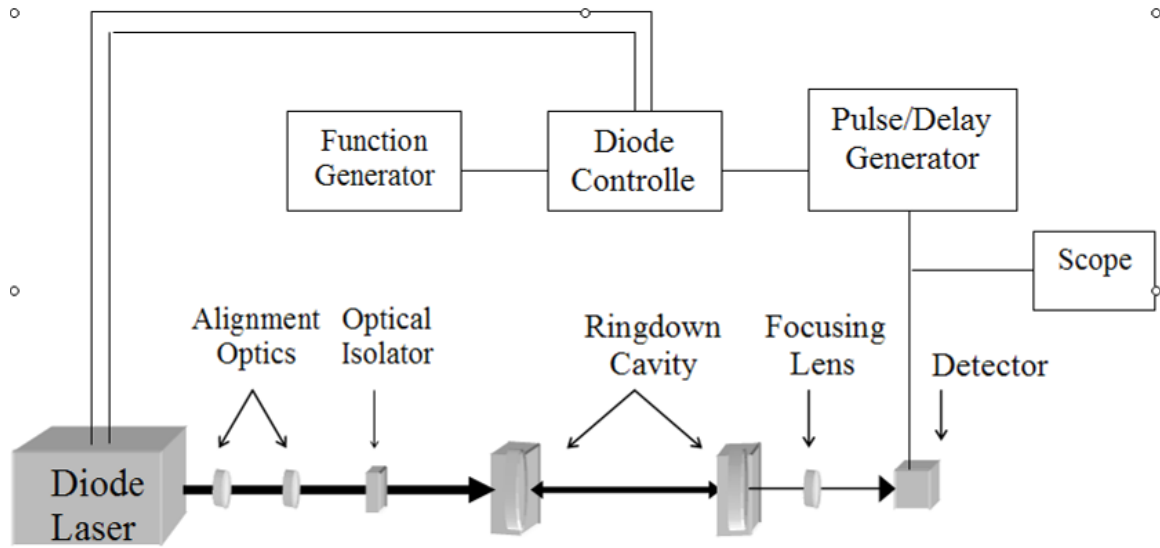 Function
Generator
Diode
Controlle
Pulse/Delay
Generator
Scope
Alignment
Optics
Optical
Isolator
Ringdown
Cavity
Focusing
Lens
Detector
Diode
Laser